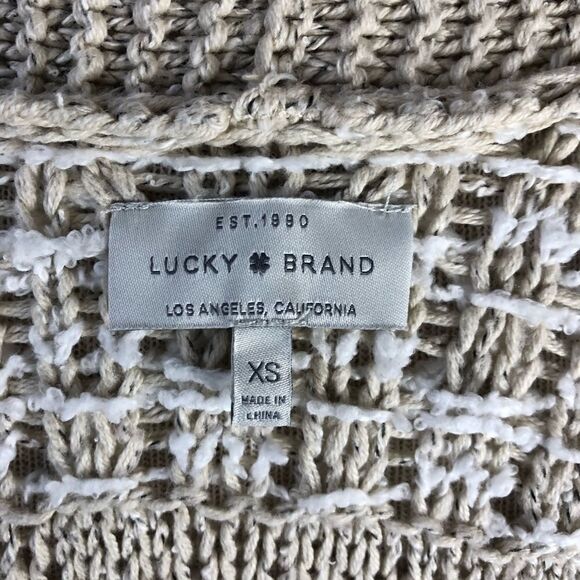 EST.1990
LUCKY BRAND
LOS ANGELES, CALIFORNIA
XS
MADE IN
CHINA